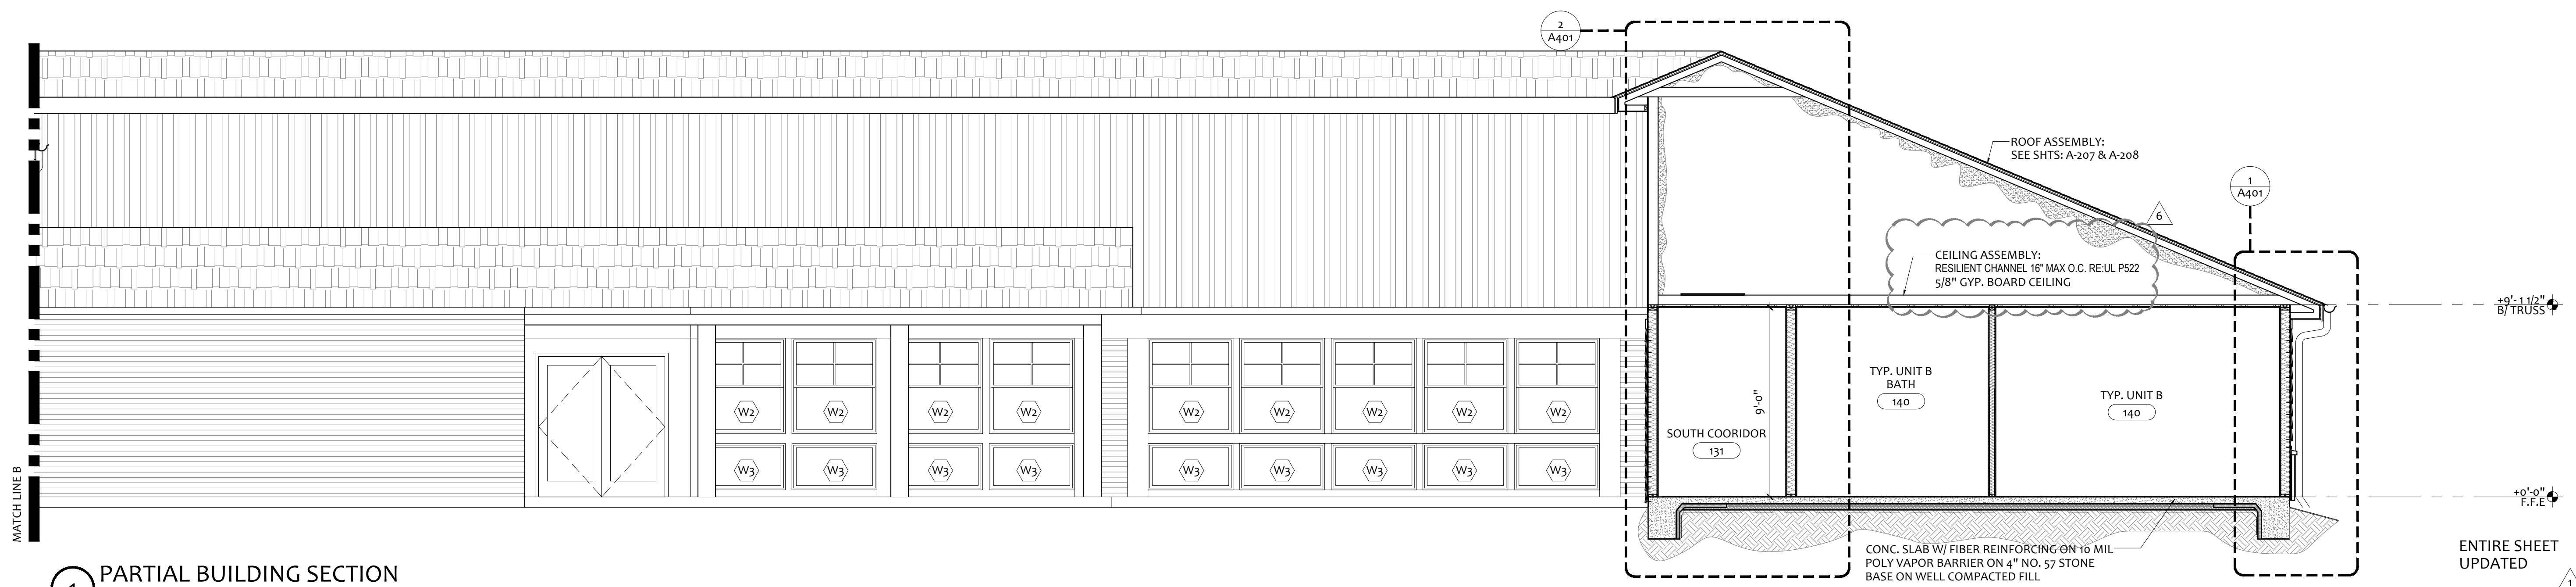 2
A401
ROOF ASSEMBLY:
SEE SHTS: A-207 & A-208
1
A401
6
CEILING ASSEMBLY:
RESILIENT CHANNEL 16" MAX O.C. RE:UL P522
5/8" GYP. BOARD CEILING
+9'-1 1/2"
B/ TRUSS
TYP. UNIT B
BATH
140
TYP. UNIT B
140
9'-0"
SOUTH COORIDOR
131
W2 W2 W2 W2 W2 W2 W2 W2 W2
W3 W3 W3 W3 W3 W3 W3 W3 W3
MATCH LINE B
+0'-0"
F.F.E
CONC. SLAB W/ FIBER REINFORCING ON 10 MIL
POLY VAPOR BARRIER ON 4" NO. 57 STONE
BASE ON WELL COMPACTED FILL
ENTIRE SHEET
UPDATED
1
1
PARTIAL BUILDING SECTION